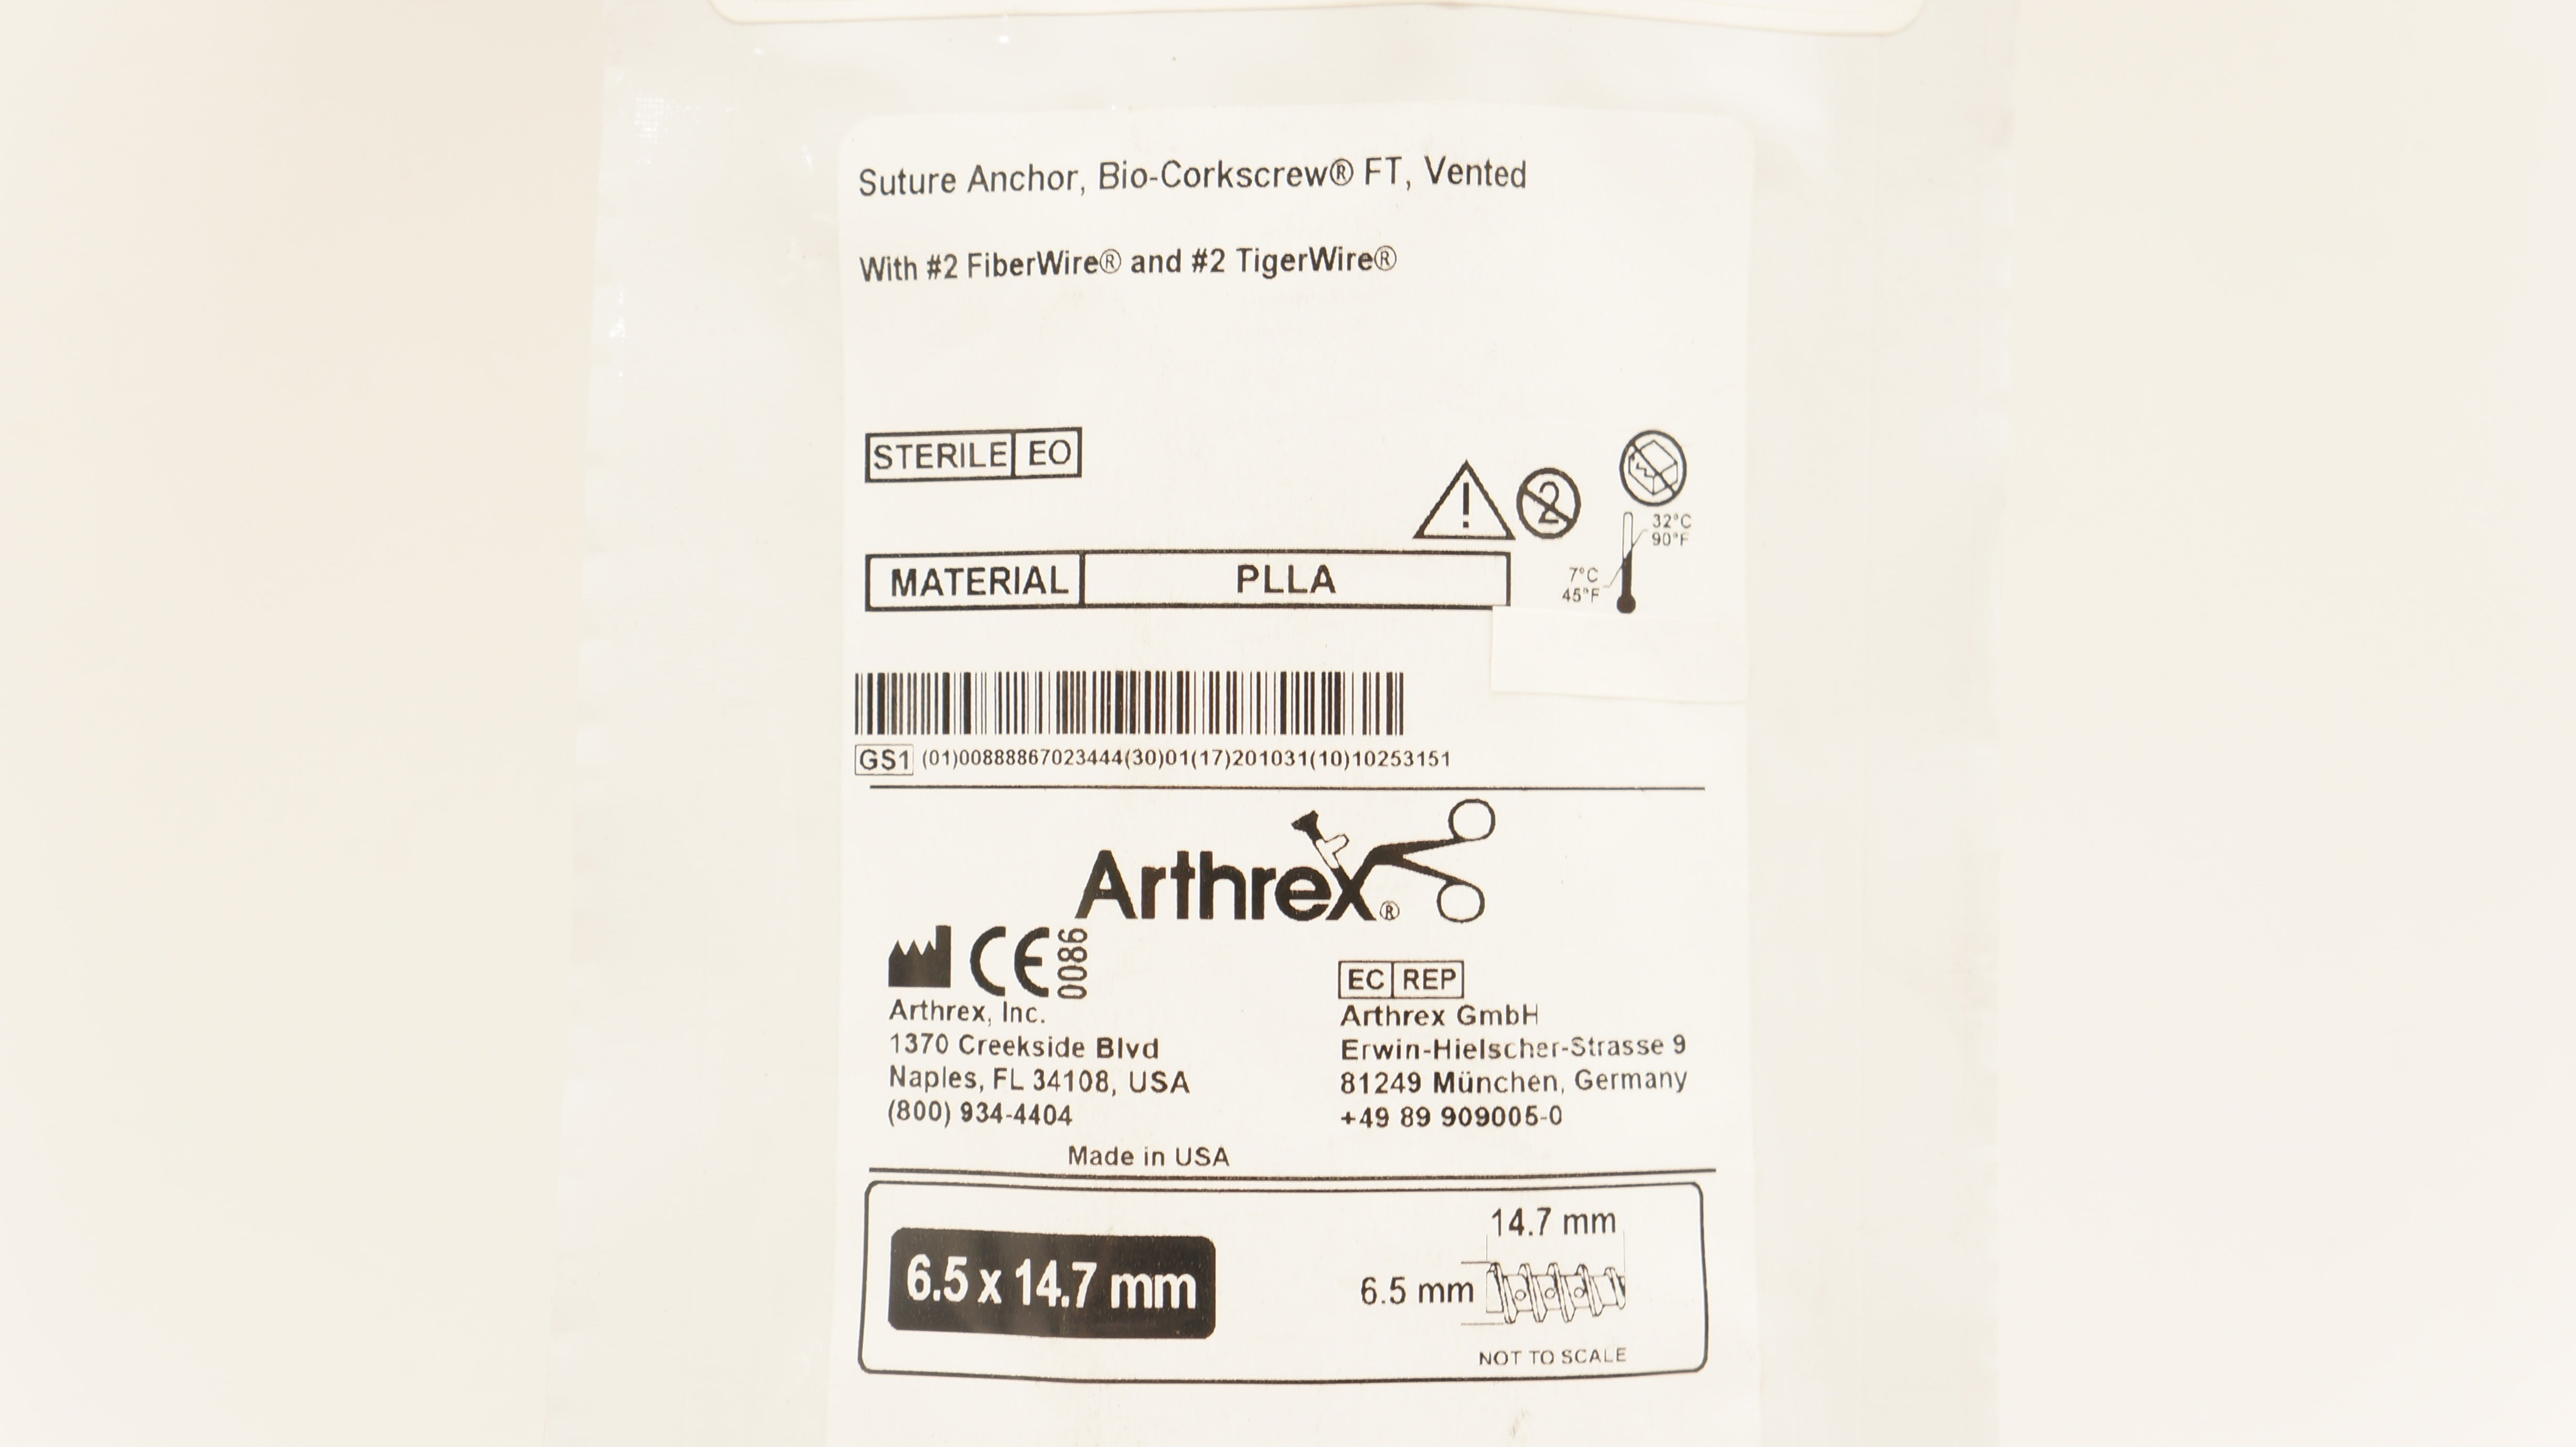 Suture Anchor, Bio-Corkscrew® FT, Vented
With #2 FiberWire® and #2 TigerWire®
STERILE EO
2
32°C
90°F
7°C
45°F
MATERIAL PLLA
GS1 (01)00888867023444(30)01(17)201031(10)10253151
Arthrex®
CE 0086
Arthrex, Inc.
1370 Creekside Blvd
Naples, FL 34108, USA
(800) 934-4404
EC REP
Arthrex GmbH
Erwin-Hielscher-Strasse 9
81249 München, Germany
+49 89 909005-0
Made in USA
6.5 x 14.7 mm
14.7 mm
6.5 mm
NOT TO SCALE